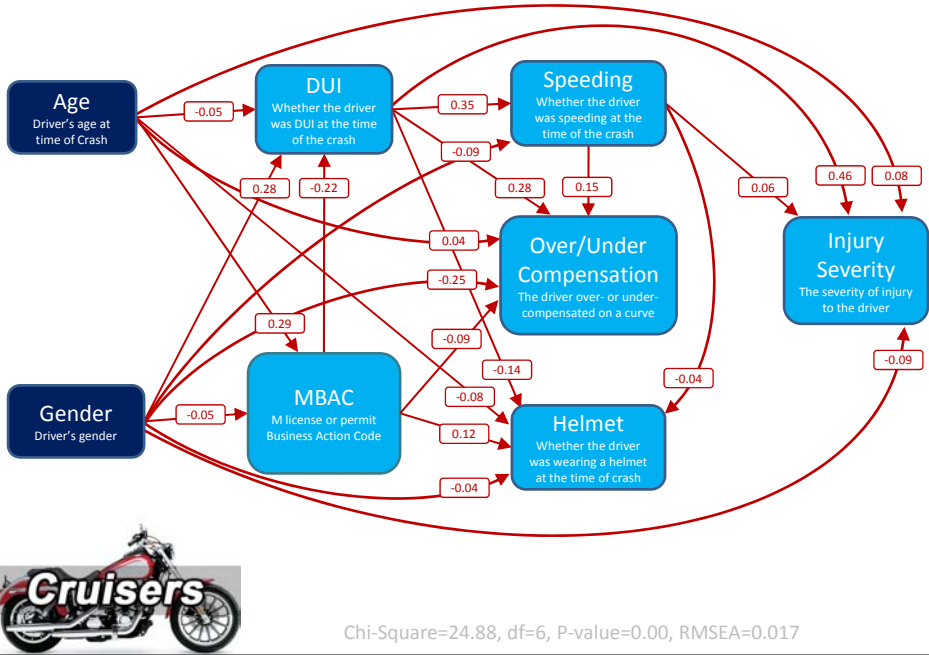 Age
Driver's age at
time of Crash
DUI
Whether the driver
was DUI at the time
of the crash
Speeding
Whether the driver
was speeding at the
time of the crash
-0.05
0.35
-0.09
0.28
-0.22
0.28
0.15
0.06
0.46
0.08
0.04
-0.25
Over/Under
Compensation
The driver over- or under-
compensated on a curve
Injury
Severity
The severity of injury
to the driver
0.29
-0.09
-0.14
-0.08
-0.04
-0.09
Gender
Driver's gender
-0.05
MBAC
M license or permit
Business Action Code
0.12
-0.04
Helmet
Whether the driver
was wearing a helmet
at the time of crash
Cruisers
Chi-Square=24.88, df=6, P-value=0.00, RMSEA=0.017